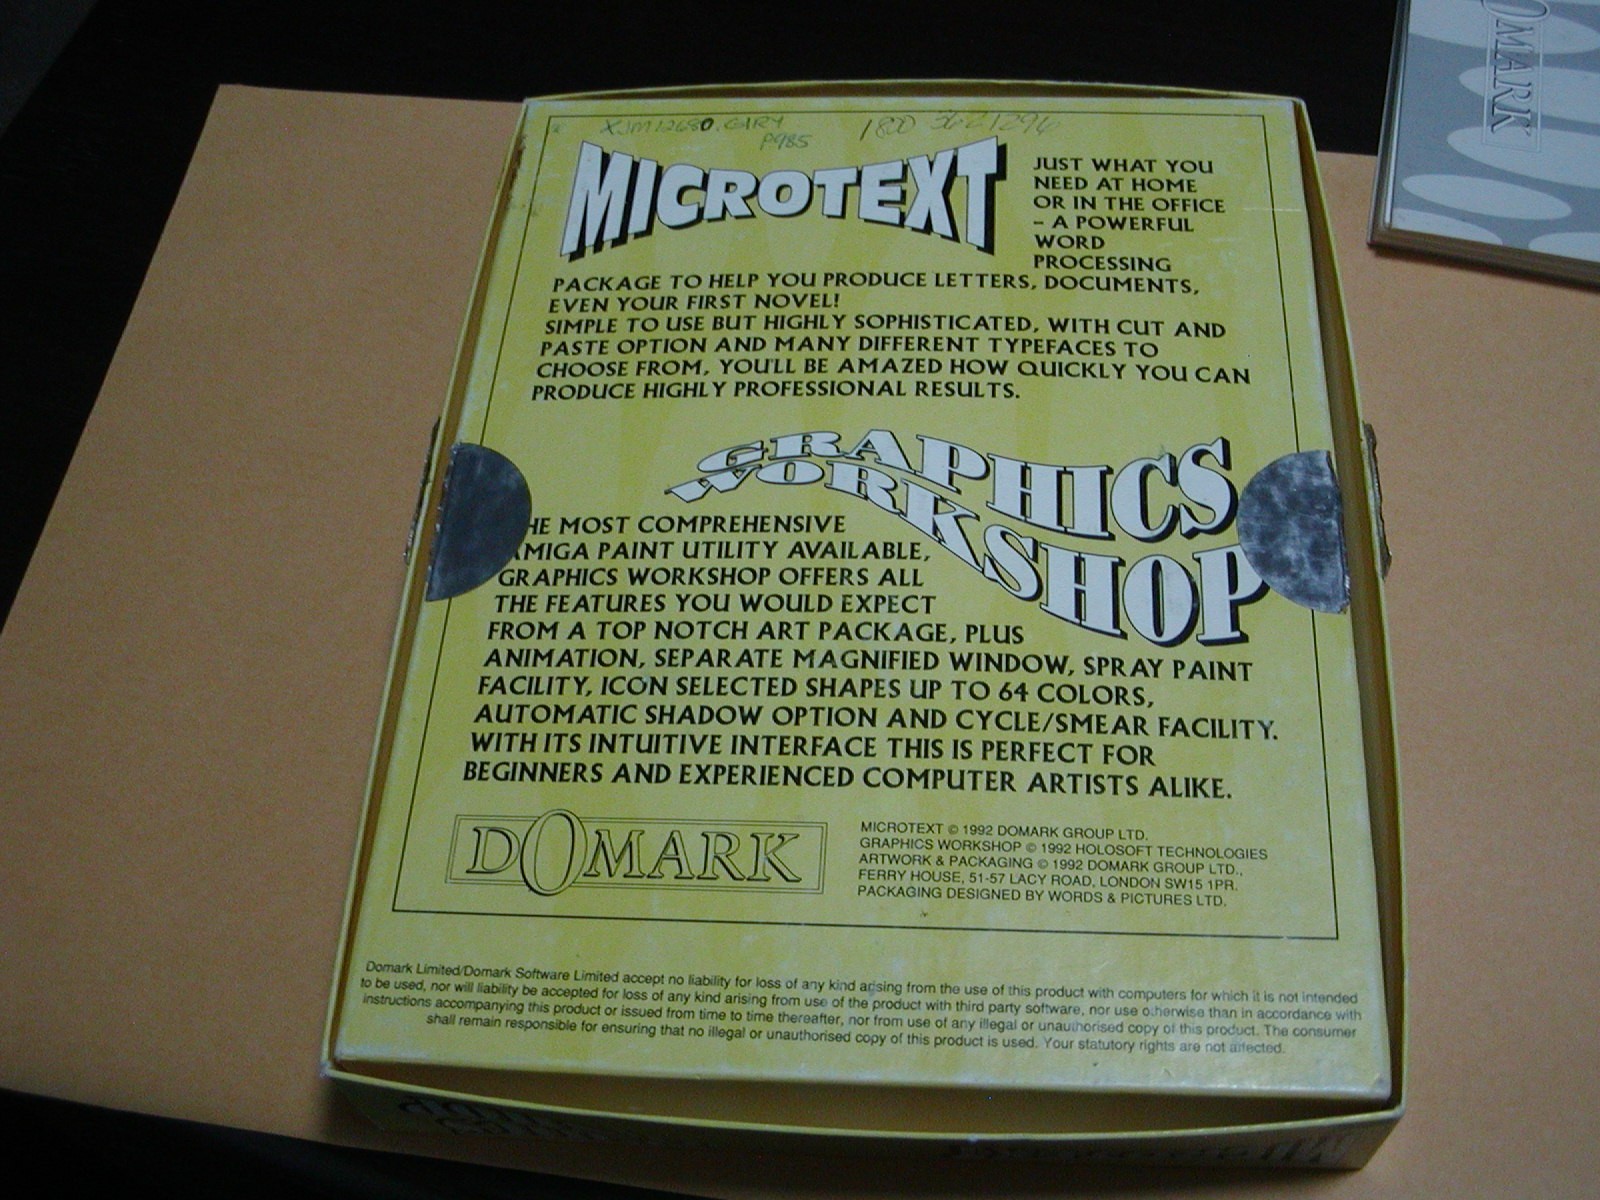 XJM12680.GARY
P985
1800 362 1296
MICROTEXT
JUST WHAT YOU
NEED AT HOME
OR IN THE OFFICE
– A POWERFUL
WORD
PROCESSING
PACKAGE TO HELP YOU PRODUCE LETTERS, DOCUMENTS,
EVEN YOUR FIRST NOVEL!
SIMPLE TO USE BUT HIGHLY SOPHISTICATED, WITH CUT AND
PASTE OPTION AND MANY DIFFERENT TYPEFACES TO
CHOOSE FROM, YOU'LL BE AMAZED HOW QUICKLY YOU CAN
PRODUCE HIGHLY PROFESSIONAL RESULTS.
GRAPHICS
WORKSHOP
HE MOST COMPREHENSIVE
AMIGA PAINT UTILITY AVAILABLE,
GRAPHICS WORKSHOP OFFERS ALL
THE FEATURES YOU WOULD EXPECT
FROM A TOP NOTCH ART PACKAGE, PLUS
ANIMATION, SEPARATE MAGNIFIED WINDOW, SPRAY PAINT
FACILITY, ICON SELECTED SHAPES UP TO 64 COLORS,
AUTOMATIC SHADOW OPTION AND CYCLE/SMEAR FACILITY.
WITH ITS INTUITIVE INTERFACE THIS IS PERFECT FOR
BEGINNERS AND EXPERIENCED COMPUTER ARTISTS ALIKE.
DOMARK
MICROTEXT © 1992 DOMARK GROUP LTD.
GRAPHICS WORKSHOP © 1992 HOLOSOFT TECHNOLOGIES
ARTWORK & PACKAGING © 1992 DOMARK GROUP LTD.,
FERRY HOUSE, 51-57 LACY ROAD, LONDON SW15 1PR.
PACKAGING DESIGNED BY WORDS & PICTURES LTD.
Domark Limited/Domark Software Limited accept no liability for loss of any kind arising from the use of this product with computers for which it is not intended
to be used, nor will liability be accepted for loss of any kind arising from use of the product with third party software, nor use otherwise than in accordance with
instructions accompanying this product or issued from time to time thereafter, nor from use of any illegal or unauthorised copy of this product. The consumer
shall remain responsible for ensuring that no illegal or unauthorised copy of this product is used. Your statutory rights are not affected.
OMARK